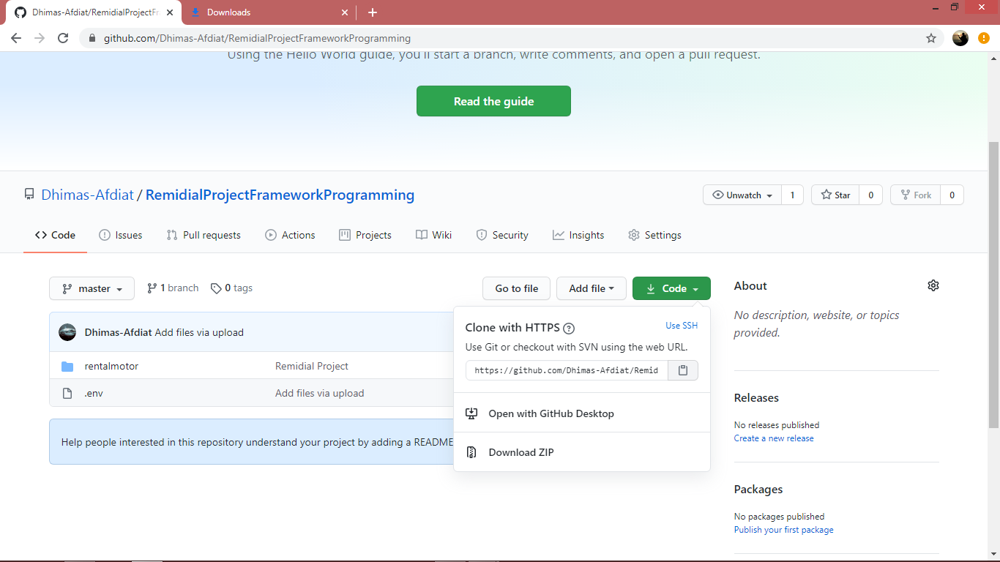 Dhimas-Afdiat/RemidialProjectFr
Downloads
github.com/Dhimas-Afdiat/RemidialProjectFrameworkProgramming
Using the Hello World guide, you'll start a branch, write comments, and open a pull request.
Read the guide
Dhimas-Afdiat / RemidialProjectFrameworkProgramming
Unwatch 1 Star 0 Fork 0
Code Issues Pull requests Actions Projects Wiki Security Insights Settings
master 1 branch 0 tags Go to file Add file Code
Dhimas-Afdiat Add files via upload
rentalmotor Remidial Project
.env Add files via upload
Help people interested in this repository understand your project by adding a README
Clone with HTTPS Use SSH
Use Git or checkout with SVN using the web URL.
https://github.com/Dhimas-Afdiat/Remid
Open with GitHub Desktop
Download ZIP
About
No description, website, or topics
provided.
Releases
No releases published
Create a new release
Packages
No packages published
Publish your first package